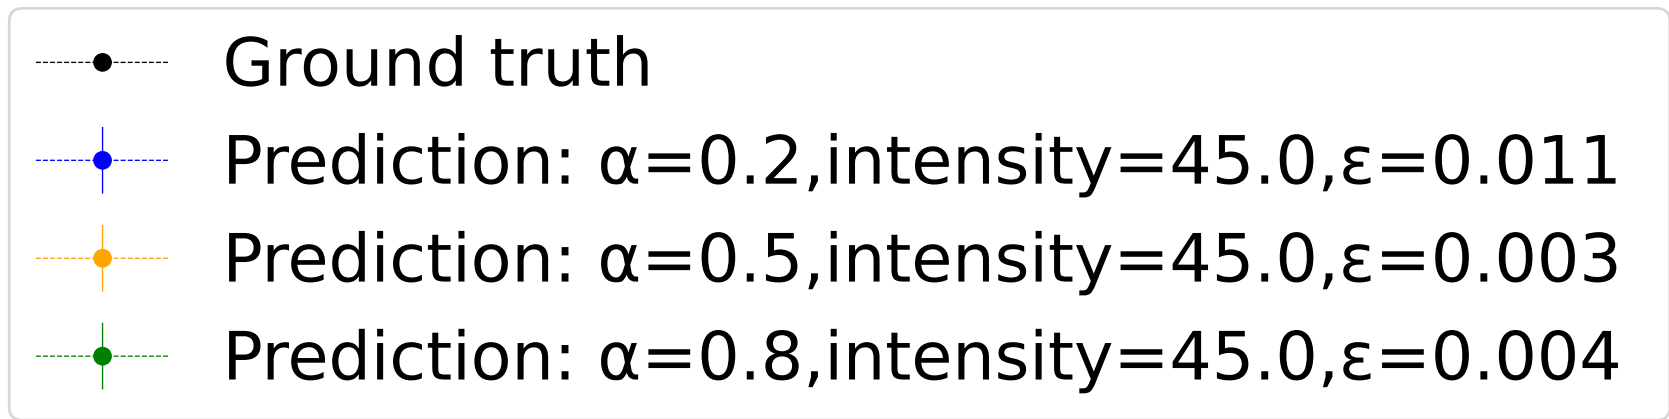 Ground truth
Prediction: α=0.2,intensity=45.0,ε=0.011
Prediction: α=0.5,intensity=45.0,ε=0.003
Prediction: α=0.8,intensity=45.0,ε=0.004